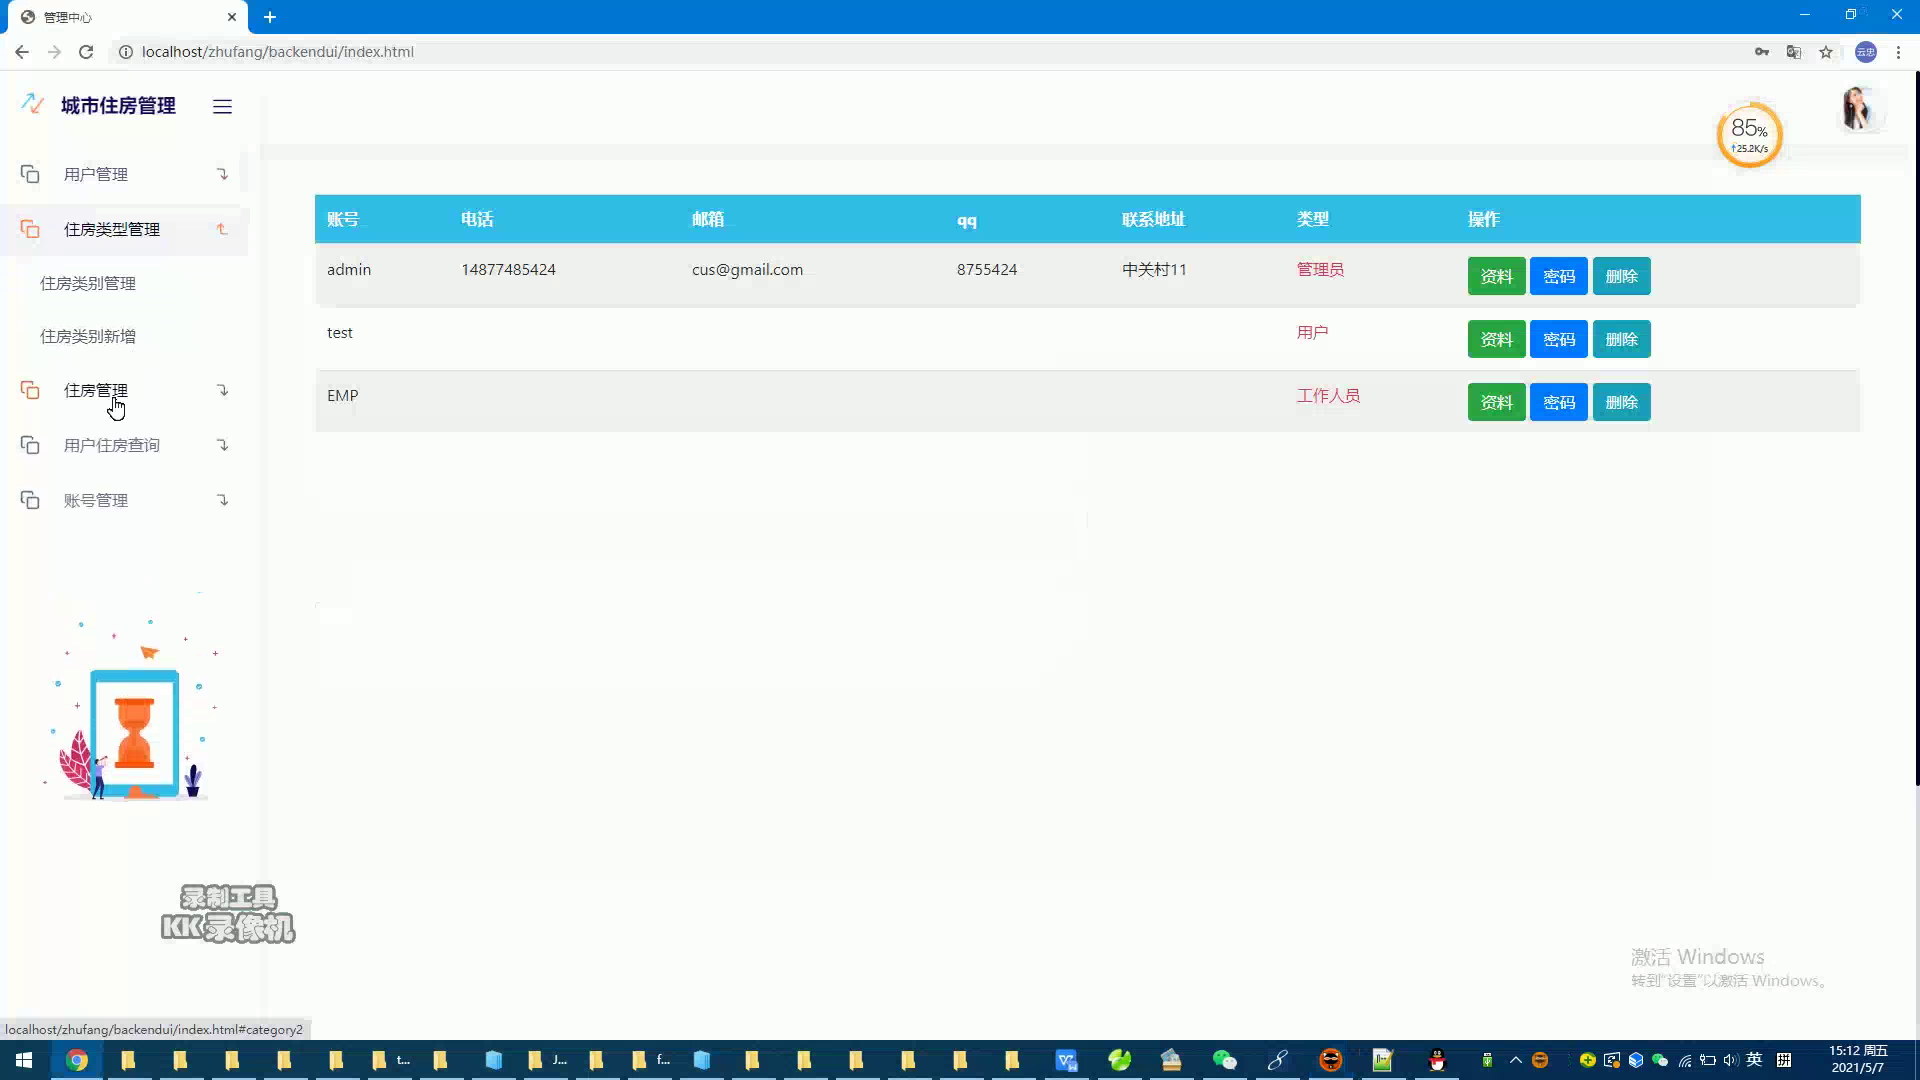 管理中心
localhost/zhufang/backendui/index.html
云忠
城市住房管理
85%
↑25.2K/s
用户管理
住房类型管理
住房类别管理
住房类别新增
住房管理
用户住房查询
账号管理
账号 电话 邮箱 qq 联系地址 类型 操作
admin 14877485424 cus@gmail.com 8755424 中关村11 管理员 资料 密码 删除
test 用户 资料 密码 删除
EMP 工作人员 资料 密码 删除
录制工具
KK录像机
激活 Windows
转到"设置"以激活 Windows。
localhost/zhufang/backendui/index.html#category2
t...
J...
f...
英
拼
15:12 周五
2021/5/7